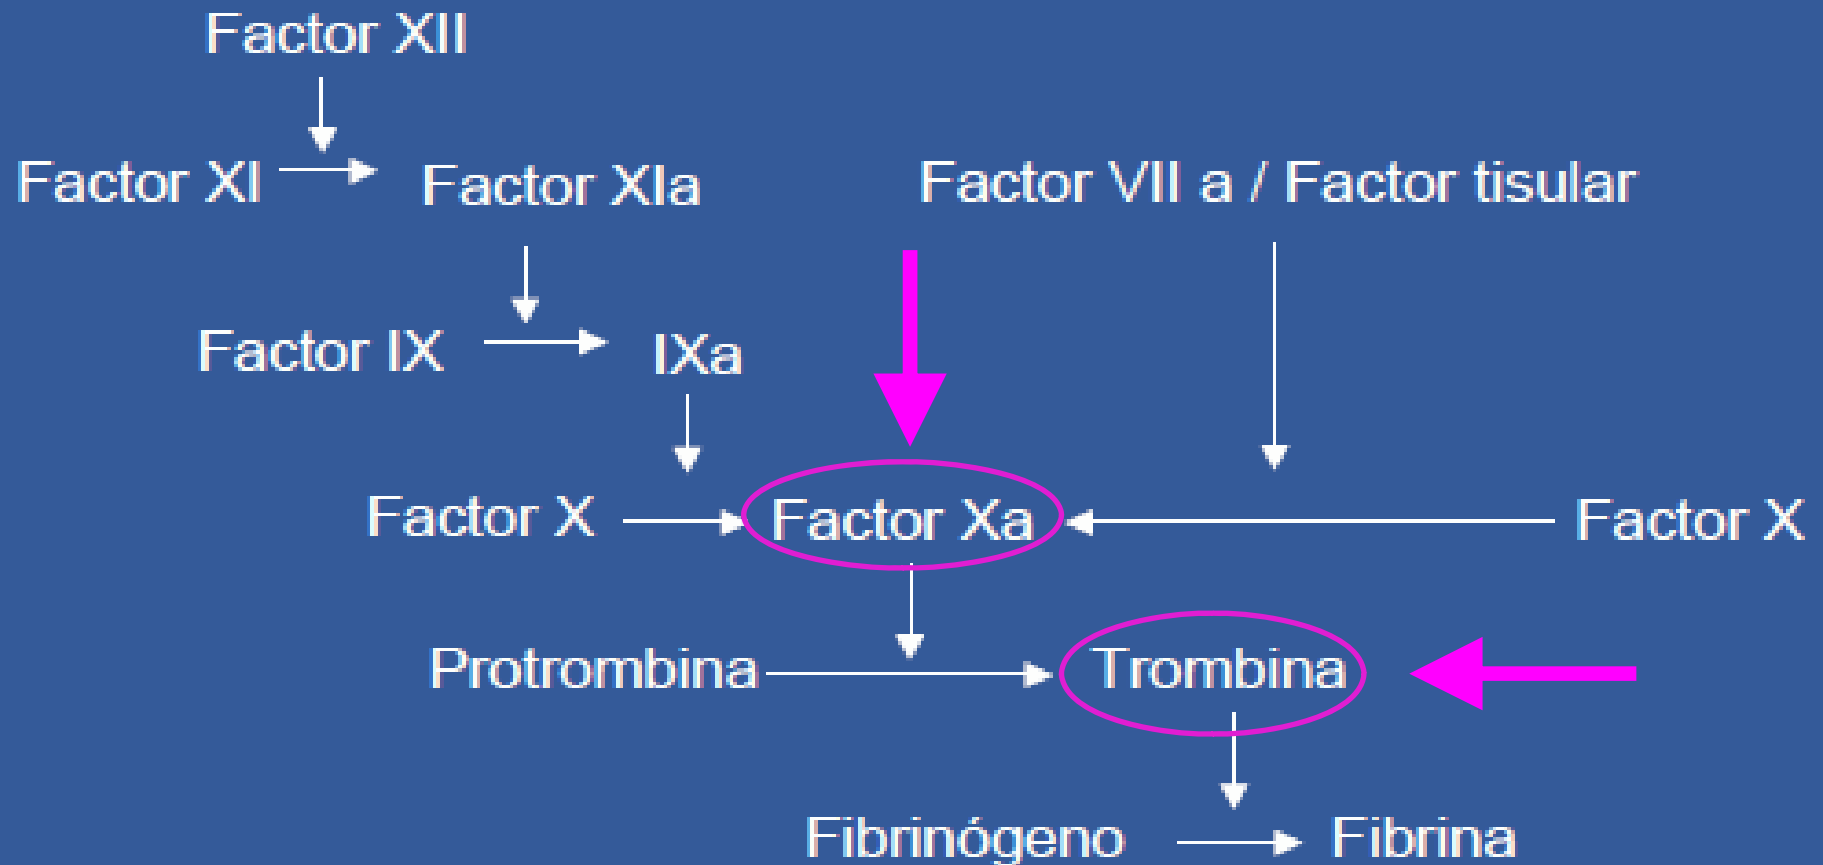 Factor XII
Factor XI Factor XIa Factor VII a / Factor tisular
Factor IX IXa
Factor X Factor Xa Factor X
Protrombina Trombina
Fibrinógeno Fibrina